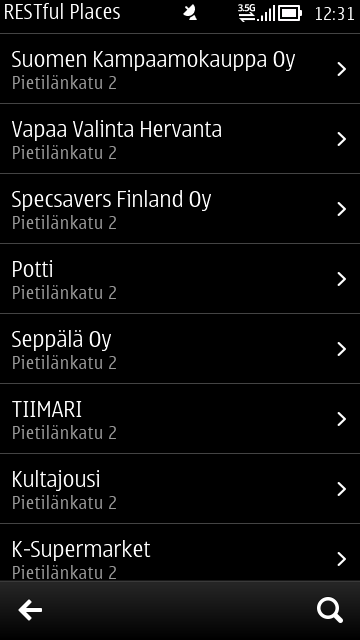 RESTful Places 3.5G 12:31
Suomen Kampaamokauppa Oy
Pietilänkatu 2
Vapaa Valinta Hervanta
Pietilänkatu 2
Specsavers Finland Oy
Pietilänkatu 2
Potti
Pietilänkatu 2
Seppälä Oy
Pietilänkatu 2
TIIMARI
Pietilänkatu 2
Kultajousi
Pietilänkatu 2
K-Supermarket
Pietilänkatu 2